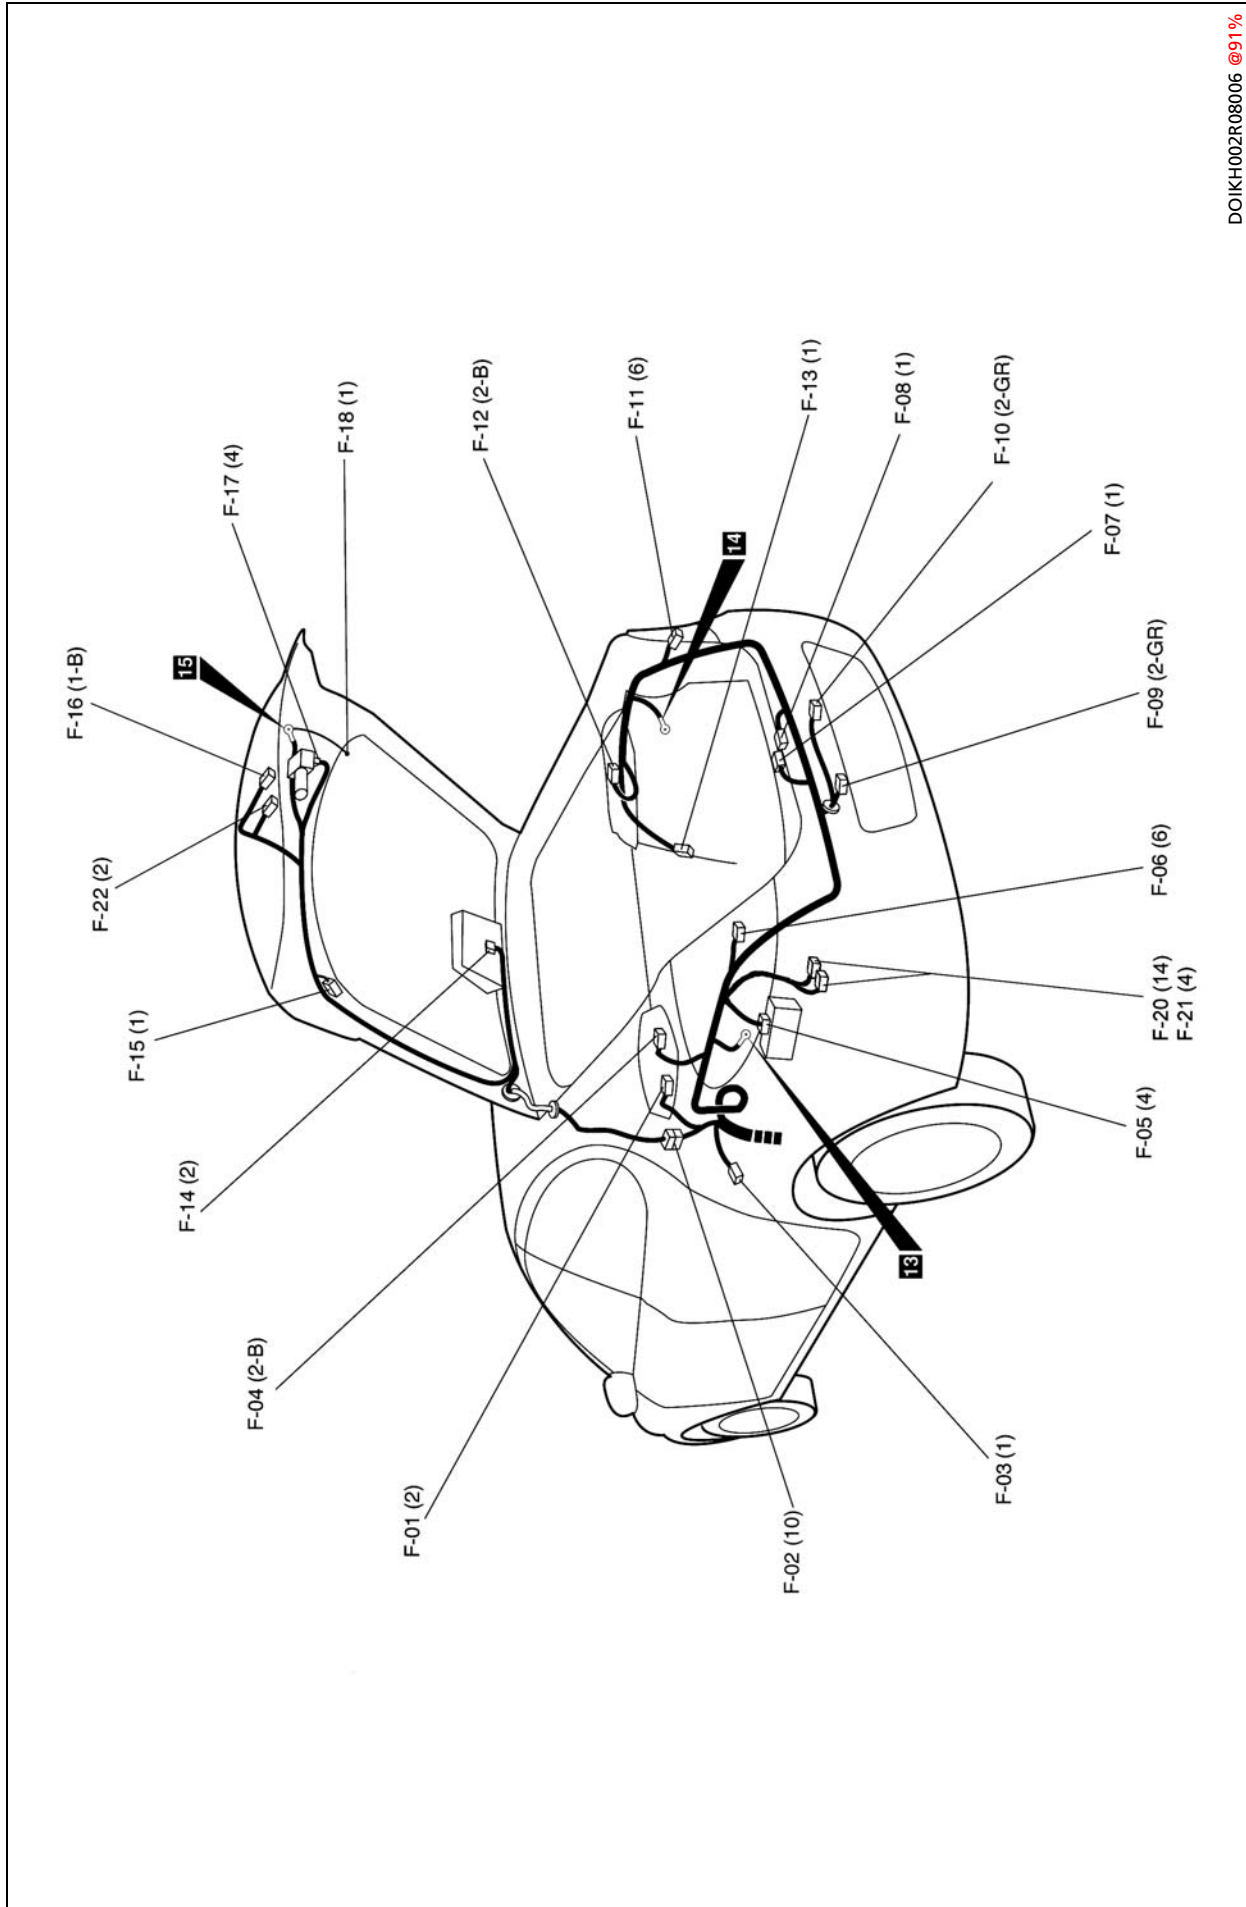 F-01 (2)
F-04 (2-B)
F-14 (2)
F-15 (1)
F-22 (2)
F-16 (1-B)
15
F-17 (4)
F-18 (1)
F-12 (2-B)
F-11 (6)
14
F-13 (1)
F-08 (1)
F-10 (2-GR)
F-07 (1)
F-09 (2-GR)
F-06 (6)
F-20 (14)
F-21 (4)
F-05 (4)
13
F-03 (1)
F-02 (10)
DOIKH002R08006 @91%